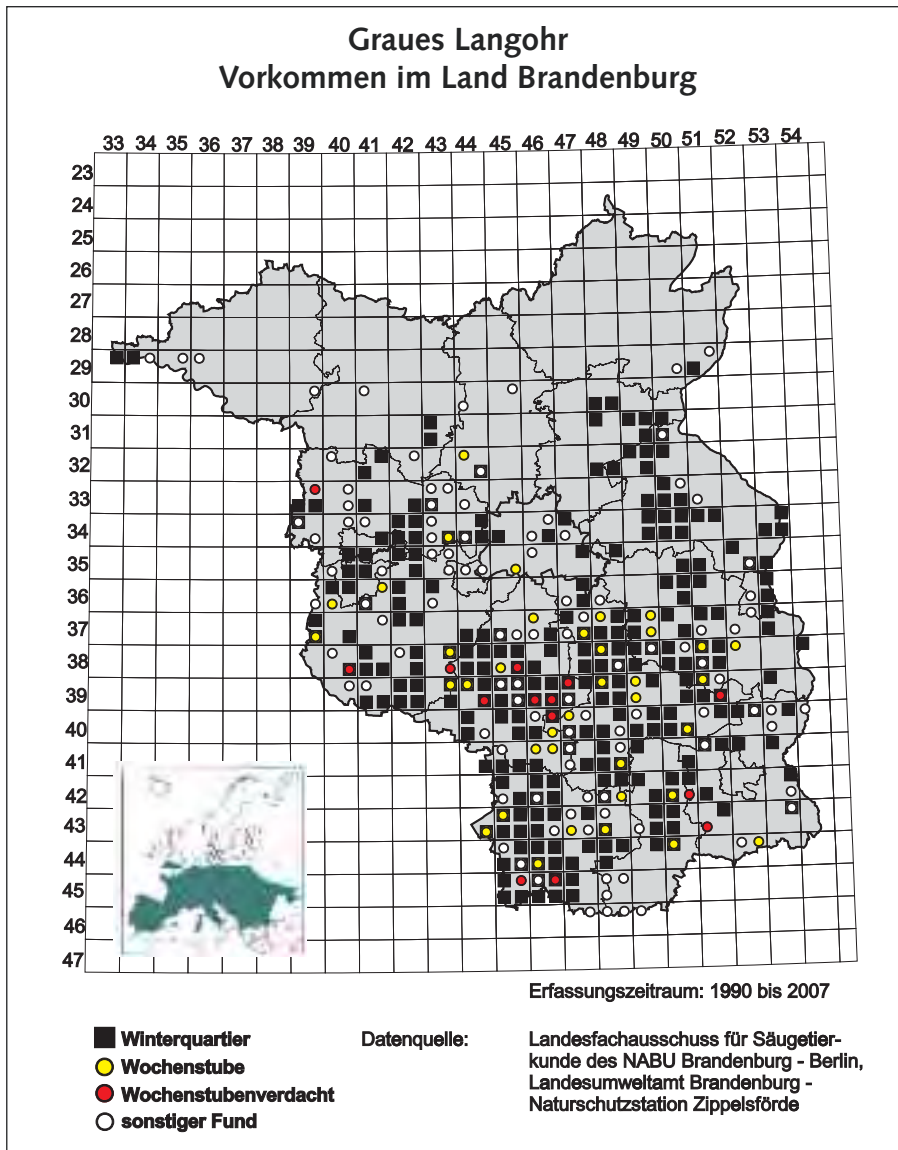 Graues Langohr
Vorkommen im Land Brandenburg
33 34 35 36 37 38 39 40 41 42 43 44 45 46 47 48 49 50 51 52 53 54
23
24
25
26
27
28
29
30
31
32
33
34
35
36
37
38
39
40
41
42
43
44
45
46
47
Erfassungszeitraum: 1990 bis 2007
Winterquartier
Wochenstube
Wochenstubenverdacht
sonstiger Fund
Datenquelle:
Landesfachausschuss für Säugetier-
kunde des NABU Brandenburg - Berlin,
Landesumweltamt Brandenburg -
Naturschutzstation Zippelsförde